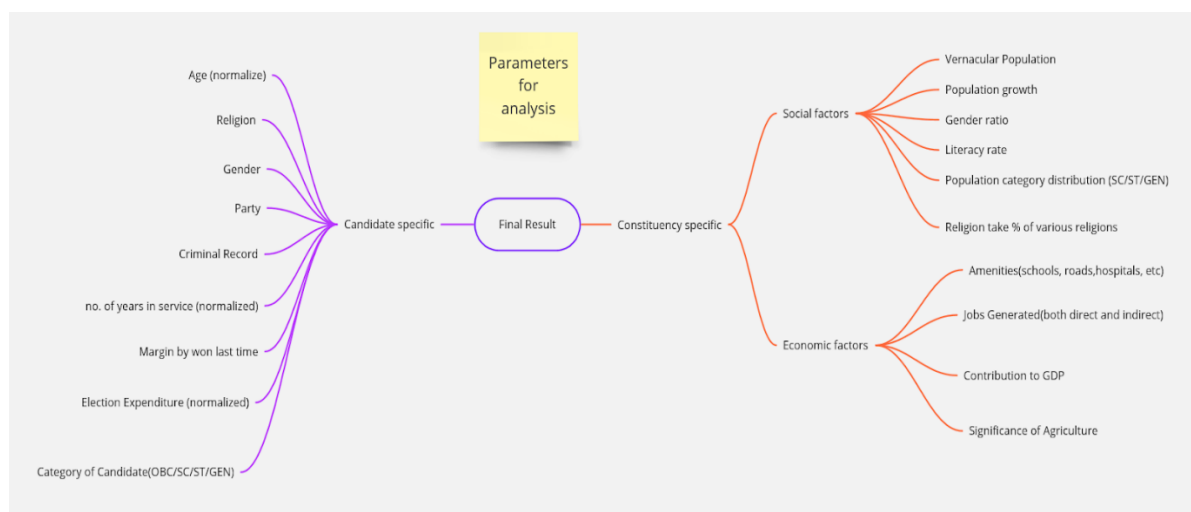 Parameters
for
analysis
Age (normalize)
Religion
Gender
Party
Criminal Record
no. of years in service (normalized)
Margin by won last time
Election Expenditure (normalized)
Category of Candidate(OBC/SC/ST/GEN)
Candidate specific
Final Result
Constituency specific
Social factors
Vernacular Population
Population growth
Gender ratio
Literacy rate
Population category distribution (SC/ST/GEN)
Religion take % of various religions
Economic factors
Amenities(schools, roads,hospitals, etc)
Jobs Generated(both direct and indirect)
Contribution to GDP
Significance of Agriculture